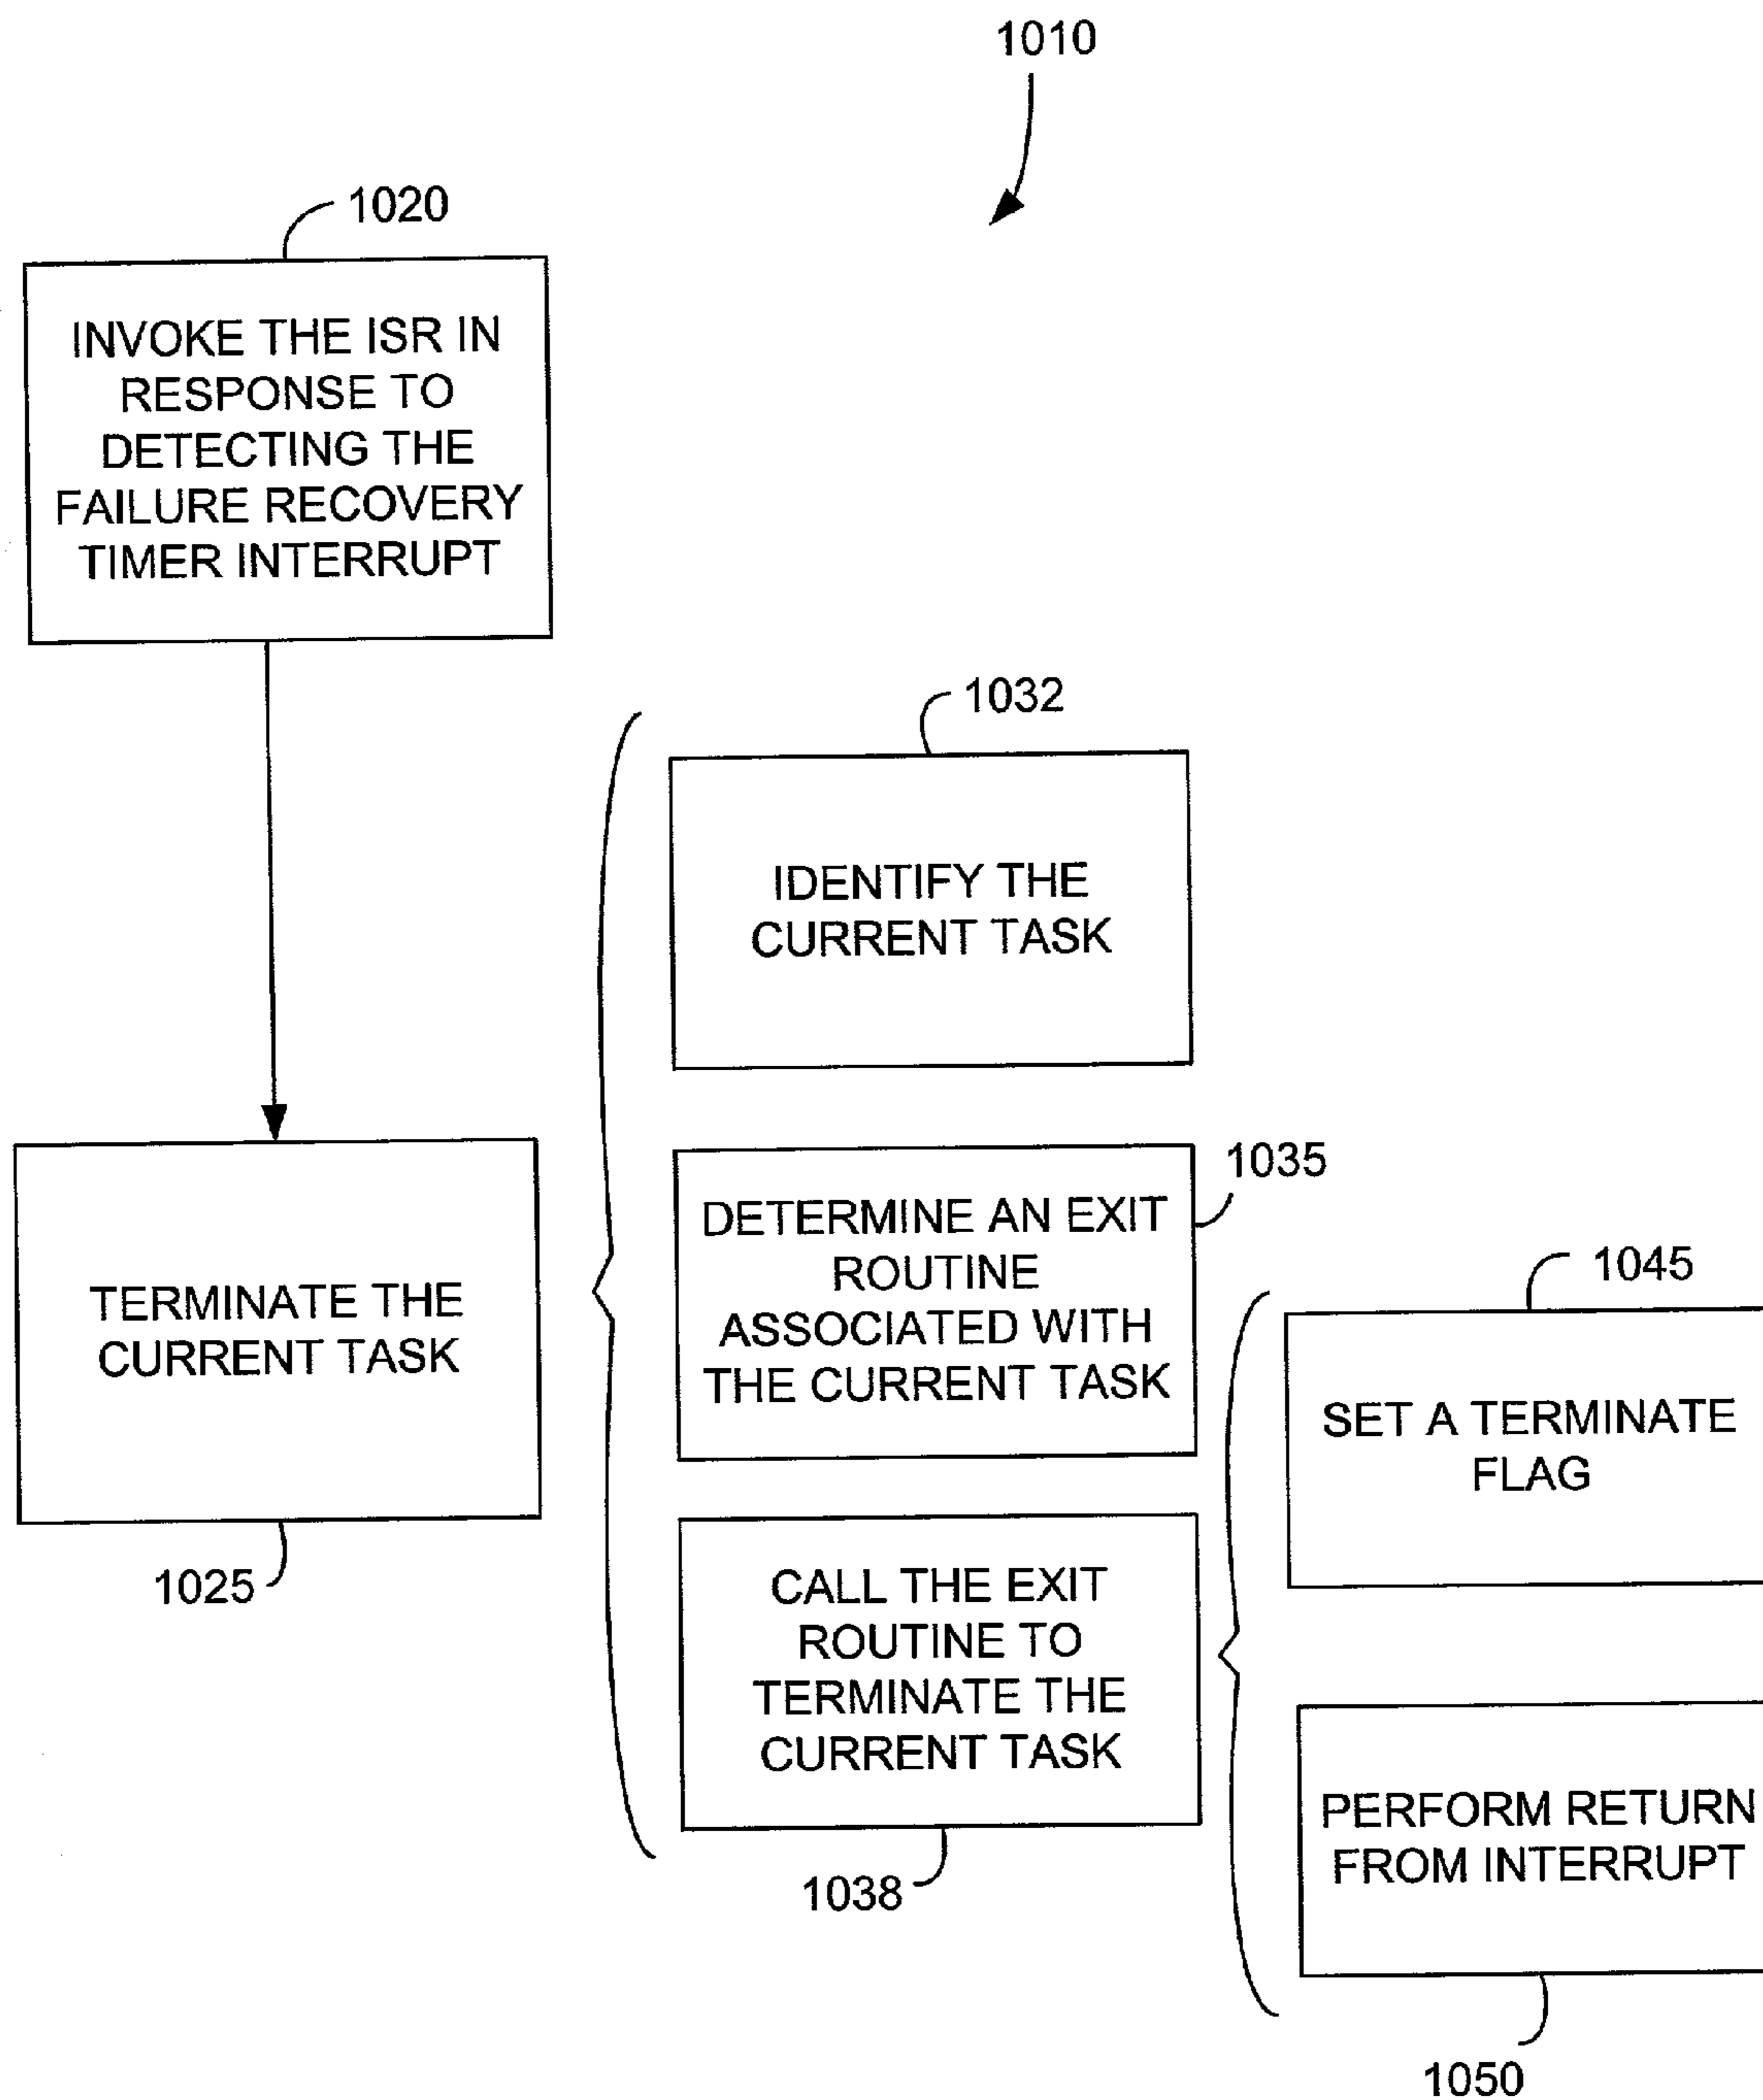 1010
1020
INVOKE THE ISR IN
RESPONSE TO
DETECTING THE
FAILURE RECOVERY
TIMER INTERRUPT
1032
IDENTIFY THE
CURRENT TASK
1035
DETERMINE AN EXIT
ROUTINE
ASSOCIATED WITH
THE CURRENT TASK
TERMINATE THE
CURRENT TASK
1025
1045
SET A TERMINATE
FLAG
CALL THE EXIT
ROUTINE TO
TERMINATE THE
CURRENT TASK
1038
PERFORM RETURN
FROM INTERRUPT
1050